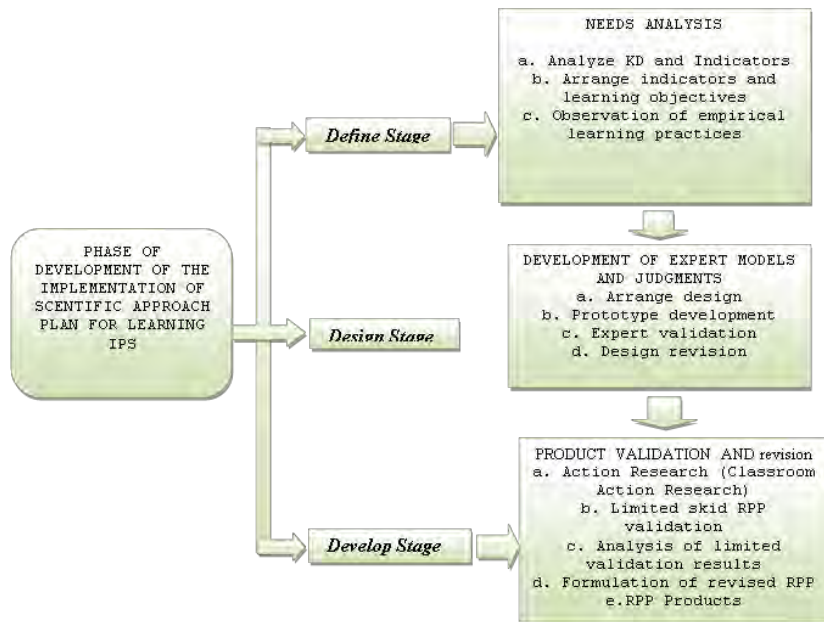 NEEDS ANALYSIS
a. Analyze KD and Indicators
b. Arrange indicators and
learning objectives
c. Observation of empirical
learning practices
Define Stage
PHASE OF
DEVELOPMENT OF THE
IMPLEMENTATION OF
SCENTIFIC APPROACH
PLAN FOR LEARNING
IPS
Design Stage
DEVELOPMENT OF EXPERT MODELS
AND JUDGMENTS
a. Arrange design
b. Prototype development
c. Expert validation
d. Design revision
Develop Stage
PRODUCT VALIDATION AND revision
a. Action Research (Classroom
Action Research)
b. Limited skid RPP
validation
c. Analysis of limited
validation results
d. Formulation of revised RPP
e.RPP Products